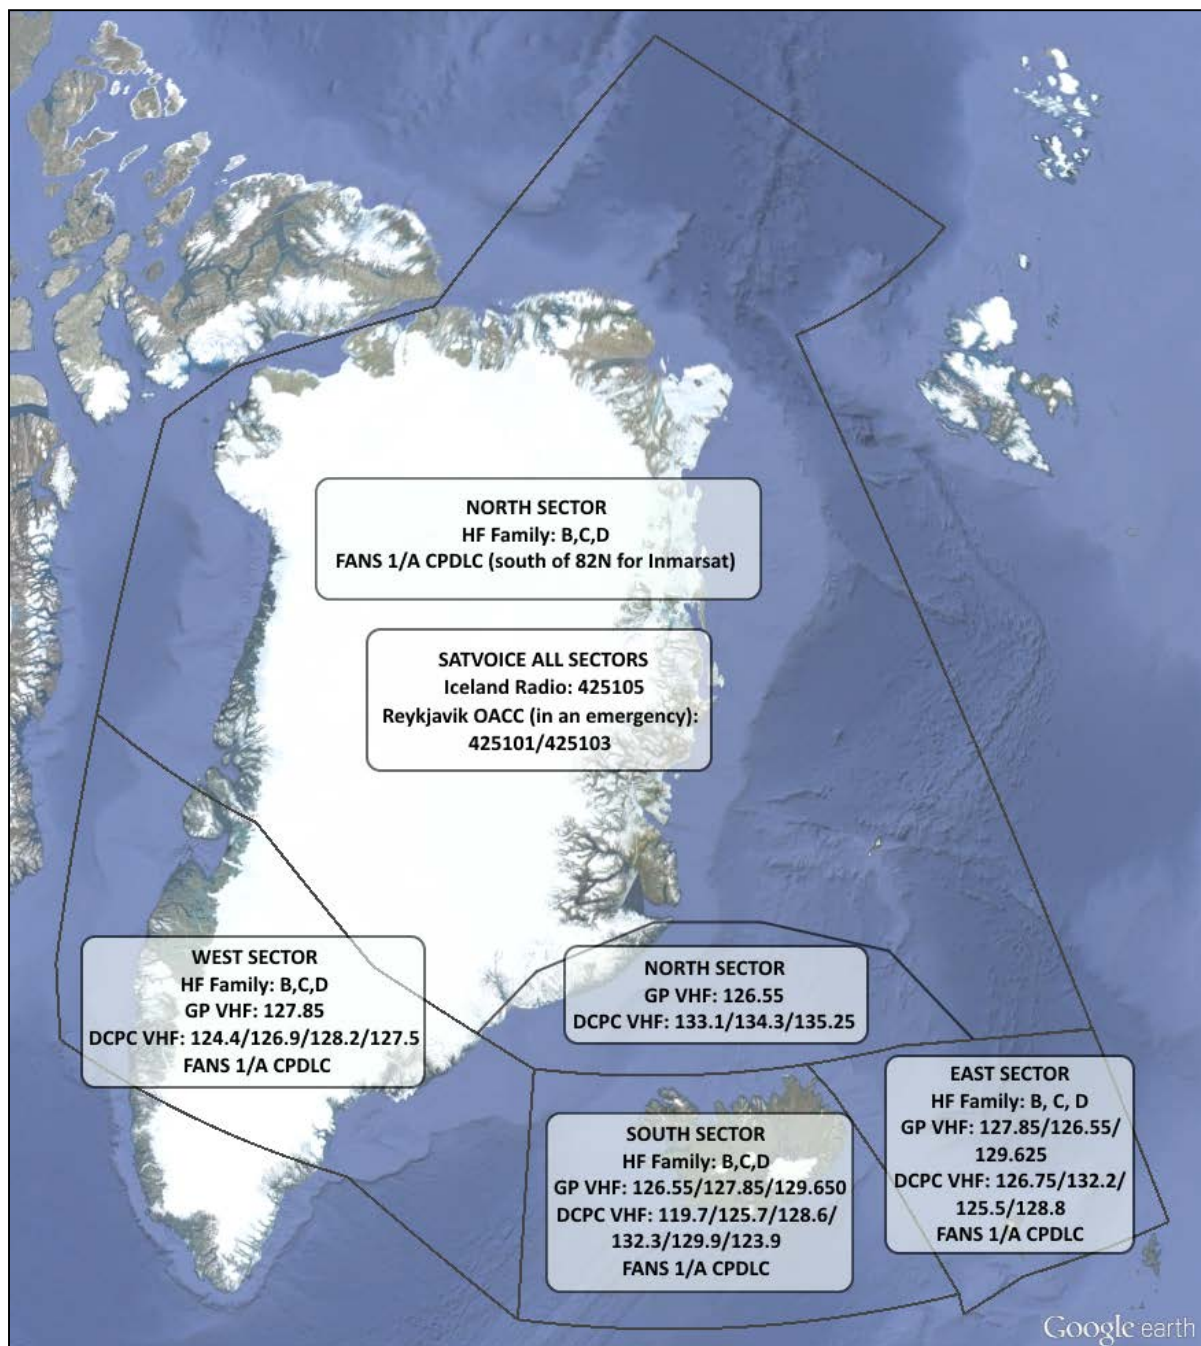 NORTH SECTOR
HF Family: B,C,D
FANS 1/A CPDLC (south of 82N for Inmarsat)
SATVOICE ALL SECTORS
Iceland Radio: 425105
Reykjavik OACC (in an emergency):
425101/425103
WEST SECTOR
HF Family: B,C,D
GP VHF: 127.85
DCPC VHF: 124.4/126.9/128.2/127.5
FANS 1/A CPDLC
NORTH SECTOR
GP VHF: 126.55
DCPC VHF: 133.1/134.3/135.25
SOUTH SECTOR
HF Family: B,C,D
GP VHF: 126.55/127.85/129.650
DCPC VHF: 119.7/125.7/128.6/
132.3/129.9/123.9
FANS 1/A CPDLC
EAST SECTOR
HF Family: B, C, D
GP VHF: 127.85/126.55/
129.625
DCPC VHF: 126.75/132.2/
125.5/128.8
FANS 1/A CPDLC
Google earth